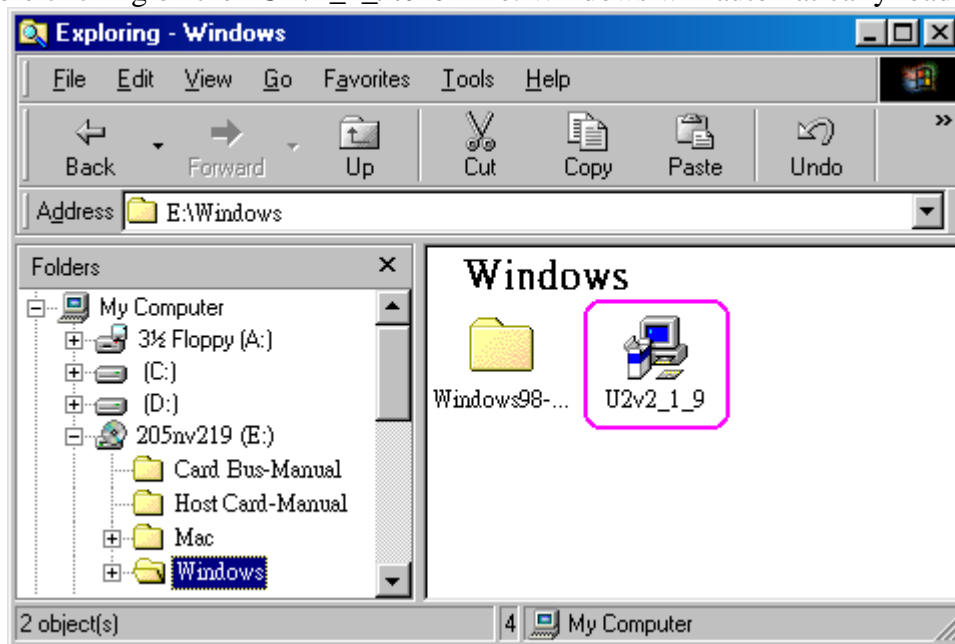 Exploring - Windows
File Edit View Go Favorites Tools Help
Back Forward Up Cut Copy Paste Undo »
Address E:\Windows
Folders
My Computer
3½ Floppy (A:)
(C:)
(D:)
205nv219 (E:)
Card Bus-Manual
Host Card-Manual
Mac
Windows
Windows
Windows98-...
U2v2_1_9
2 object(s)
4 My Computer